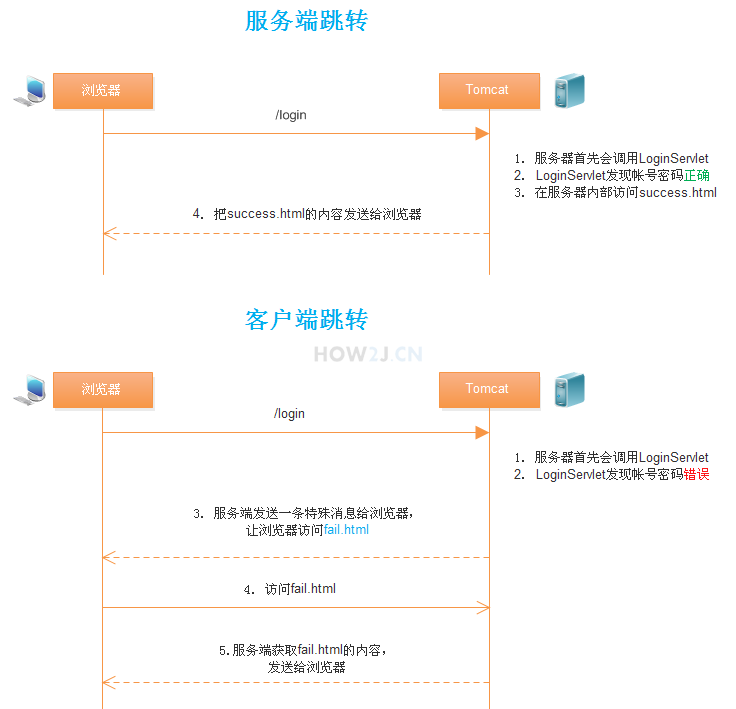 服务端跳转
浏览器
Tomcat
/login
1. 服务器首先会调用LoginServlet
2. LoginServlet发现帐号密码正确
3. 在服务器内部访问success.html
4. 把success.html的内容发送给浏览器
客户端跳转
HOW2J.CN
浏览器
Tomcat
/login
1. 服务器首先会调用LoginServlet
2. LoginServlet发现帐号密码错误
3. 服务端发送一条特殊消息给浏览器，
让浏览器访问fail.html
4. 访问fail.html
5.服务端获取fail.html的内容，
发送给浏览器